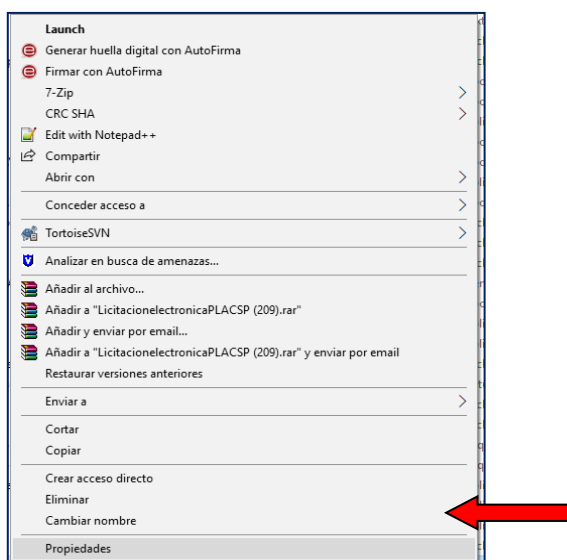 Launch
Generar huella digital con AutoFirma
Firmar con AutoFirma
7-Zip
CRC SHA
Edit with Notepad++
Compartir
Abrir con
Conceder acceso a
TortoiseSVN
Analizar en busca de amenazas...
Añadir al archivo...
Añadir a "LicitacionelectronicaPLACSP (209).rar"
Añadir y enviar por email...
Añadir a "LicitacionelectronicaPLACSP (209).rar" y enviar por email
Restaurar versiones anteriores
Enviar a
Cortar
Copiar
Crear acceso directo
Eliminar
Cambiar nombre
Propiedades